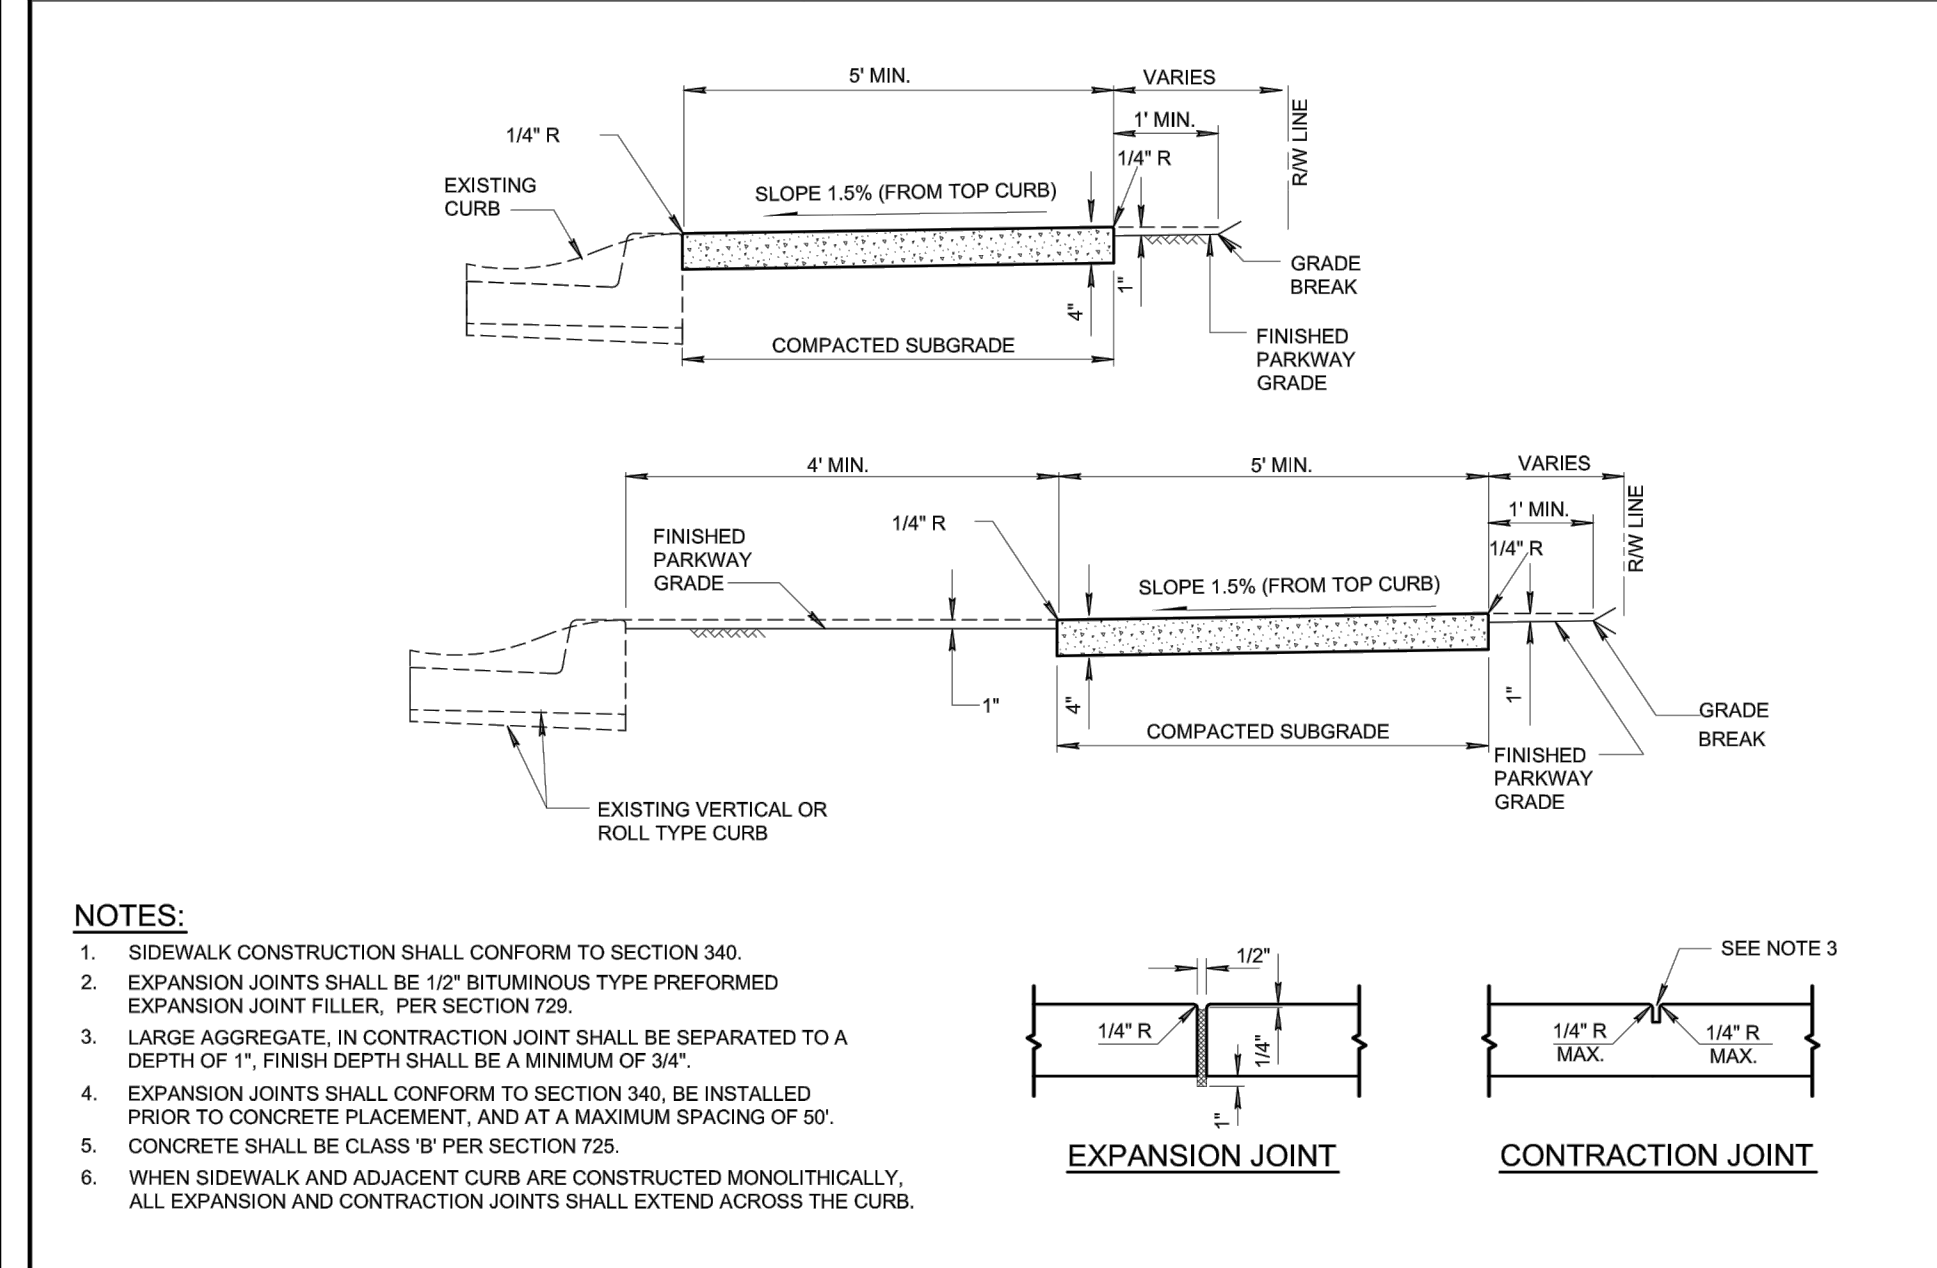 5' MIN.
VARIES
1' MIN.
R/W LINE
1/4" R
1/4" R
EXISTING
CURB
SLOPE 1.5% (FROM TOP CURB)
GRADE
BREAK
1"
4"
FINISHED
PARKWAY
GRADE
COMPACTED SUBGRADE
4' MIN.
5' MIN.
VARIES
1' MIN.
R/W LINE
1/4" R
FINISHED
PARKWAY
GRADE
1/4" R
SLOPE 1.5% (FROM TOP CURB)
1"
4"
1"
GRADE
BREAK
COMPACTED SUBGRADE
FINISHED
PARKWAY
GRADE
EXISTING VERTICAL OR
ROLL TYPE CURB
NOTES:
1. SIDEWALK CONSTRUCTION SHALL CONFORM TO SECTION 340.
2. EXPANSION JOINTS SHALL BE 1/2" BITUMINOUS TYPE PREFORMED
EXPANSION JOINT FILLER, PER SECTION 729.
3. LARGE AGGREGATE, IN CONTRACTION JOINT SHALL BE SEPARATED TO A
DEPTH OF 1", FINISH DEPTH SHALL BE A MINIMUM OF 3/4".
4. EXPANSION JOINTS SHALL CONFORM TO SECTION 340, BE INSTALLED
PRIOR TO CONCRETE PLACEMENT, AND AT A MAXIMUM SPACING OF 50'.
5. CONCRETE SHALL BE CLASS 'B' PER SECTION 725.
6. WHEN SIDEWALK AND ADJACENT CURB ARE CONSTRUCTED MONOLITHICALLY,
ALL EXPANSION AND CONTRACTION JOINTS SHALL EXTEND ACROSS THE CURB.
1/2"
1/4" R
1/4"
1"
EXPANSION JOINT
SEE NOTE 3
1/4" R
MAX.
1/4" R
MAX.
CONTRACTION JOINT